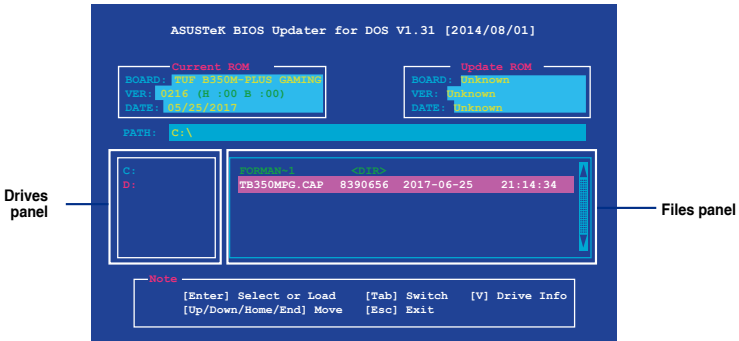 ASUSTeK BIOS Updater for DOS V1.31 [2014/08/01]
Current ROM
BOARD: TUF B350M-PLUS GAMING
VER: 0216 (H :00 B :00)
DATE: 05/25/2017
Update ROM
BOARD: Unknown
VER: Unknown
DATE: Unknown
PATH: C:\
C:
D:
FORMAN~1 <DIR>
TB350MPG.CAP 8390656 2017-06-25 21:14:34
Drives panel
Files panel
Note
[Enter] Select or Load [Tab] Switch [V] Drive Info
[Up/Down/Home/End] Move [Esc] Exit